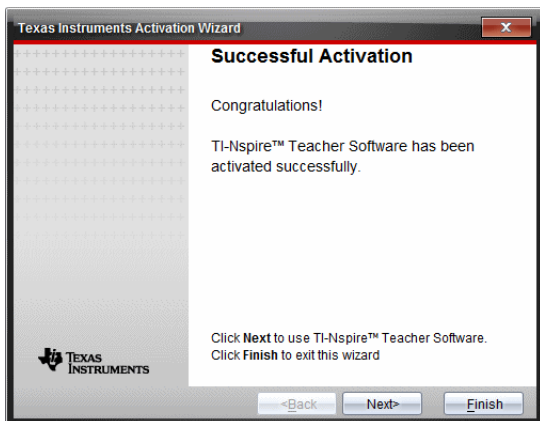 Texas Instruments Activation Wizard
Successful Activation
Congratulations!
TI-Nspire™ Teacher Software has been
activated successfully.
Click Next to use TI-Nspire™ Teacher Software.
Click Finish to exit this wizard
TEXAS
INSTRUMENTS
<Back
Next>
Finish